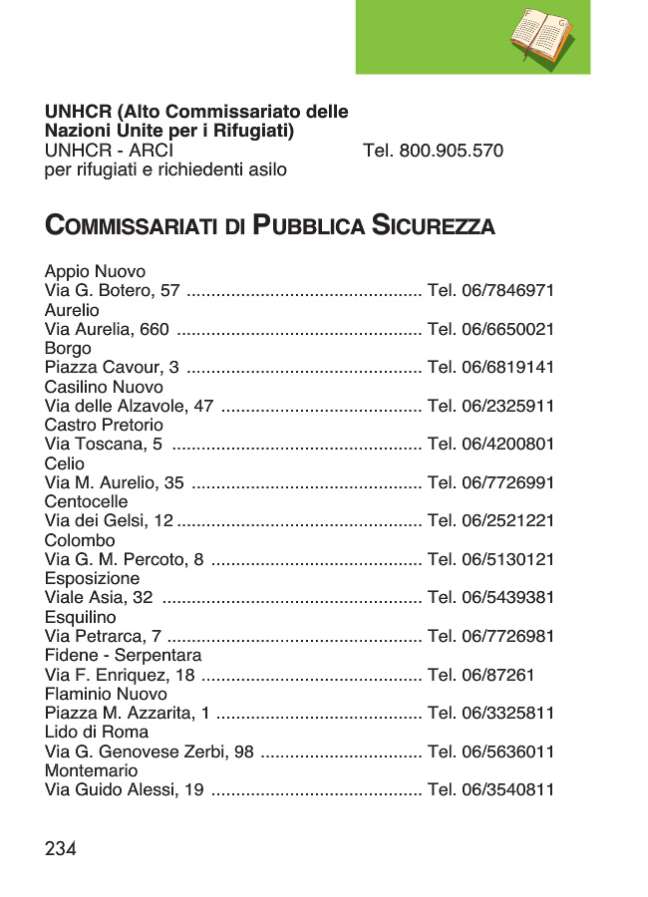 F
G
UNHCR (Alto Commissariato delle
Nazioni Unite per i Rifugiati)
UNHCR - ARCI Tel. 800.905.570
per rifugiati e richiedenti asilo
COMMISSARIATI DI PUBBLICA SICUREZZA
Appio Nuovo
Via G. Botero, 57 ................................................ Tel. 06/7846971
Aurelio
Via Aurelia, 660 .................................................. Tel. 06/6650021
Borgo
Piazza Cavour, 3 ................................................ Tel. 06/6819141
Casilino Nuovo
Via delle Alzavole, 47 ......................................... Tel. 06/2325911
Castro Pretorio
Via Toscana, 5 ................................................... Tel. 06/4200801
Celio
Via M. Aurelio, 35 ............................................... Tel. 06/7726991
Centocelle
Via dei Gelsi, 12 .................................................. Tel. 06/2521221
Colombo
Via G. M. Percoto, 8 ........................................... Tel. 06/5130121
Esposizione
Viale Asia, 32 ..................................................... Tel. 06/5439381
Esquilino
Via Petrarca, 7 .................................................... Tel. 06/7726981
Fidene - Serpentara
Via F. Enriquez, 18 ............................................. Tel. 06/87261
Flaminio Nuovo
Piazza M. Azzarita, 1 .......................................... Tel. 06/3325811
Lido di Roma
Via G. Genovese Zerbi, 98 ................................. Tel. 06/5636011
Montemario
Via Guido Alessi, 19 ........................................... Tel. 06/3540811
234